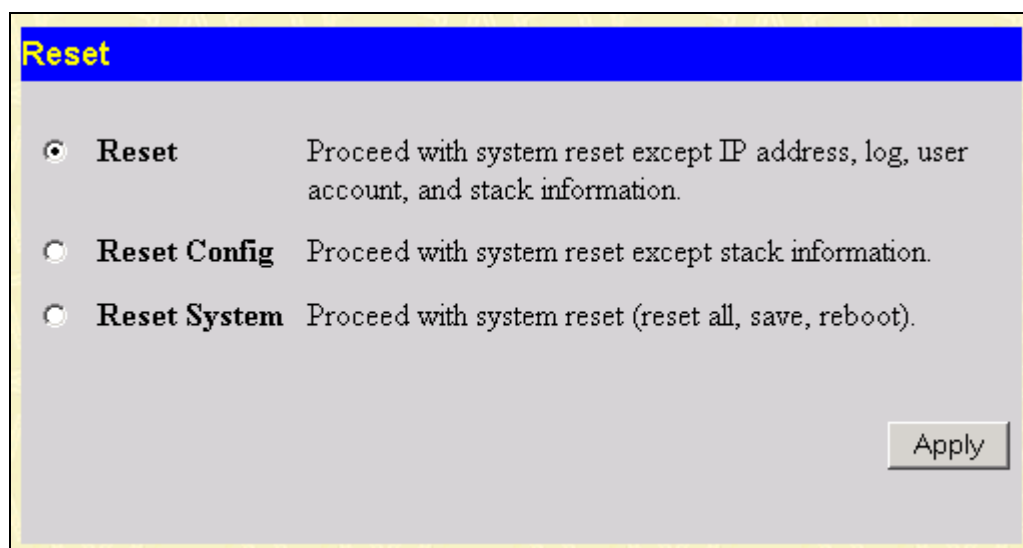 Reset
Reset Proceed with system reset except IP address, log, user
account, and stack information.
Reset Config Proceed with system reset except stack information.
Reset System Proceed with system reset (reset all, save, reboot).
Apply